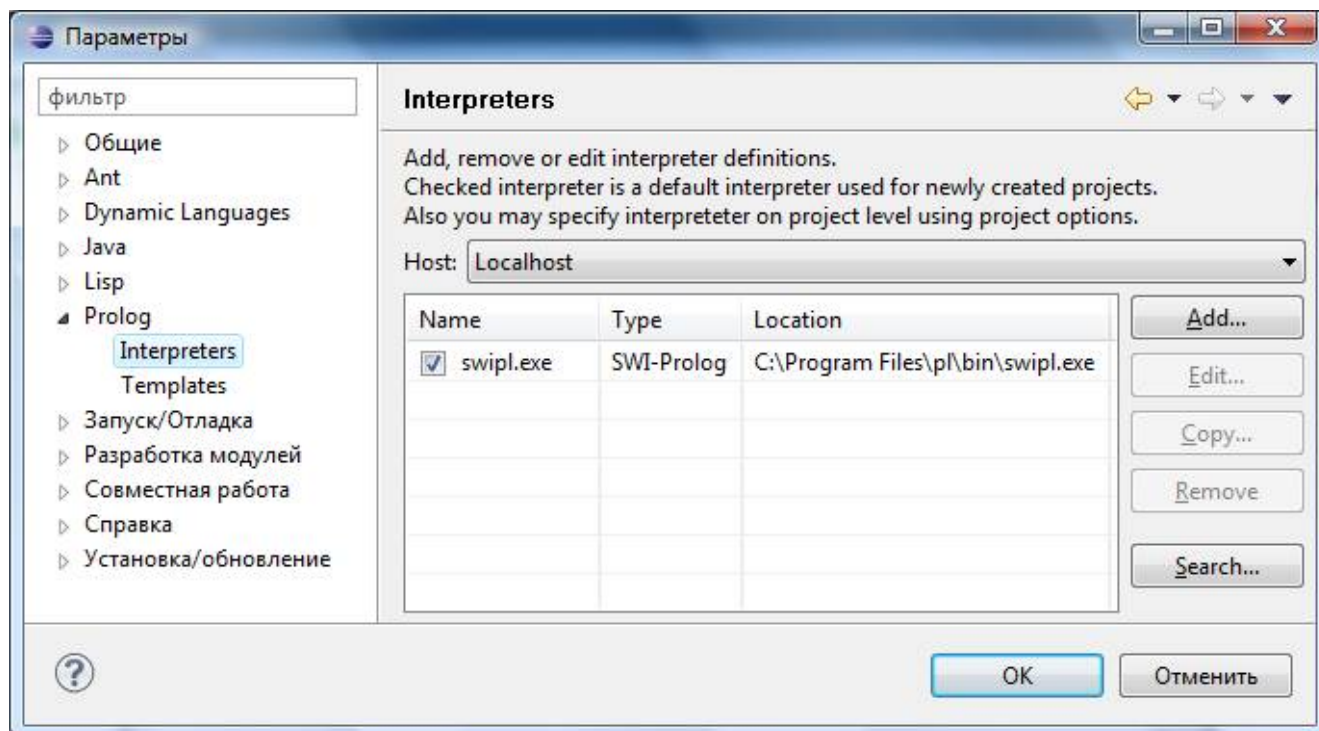 Параметры
фильтр
Общие
Ant
Dynamic Languages
Java
Lisp
Prolog
Interpreters
Templates
Запуск/Отладка
Разработка модулей
Совместная работа
Справка
Установка/обновление
Interpreters
Add, remove or edit interpreter definitions.
Checked interpreter is a default interpreter used for newly created projects.
Also you may specify interpreteter on project level using project options.
Host: Localhost
Name Type Location
swipl.exe SWI-Prolog C:\Program Files\pl\bin\swipl.exe
Add...
Edit...
Copy...
Remove
Search...
?
OK Отменить